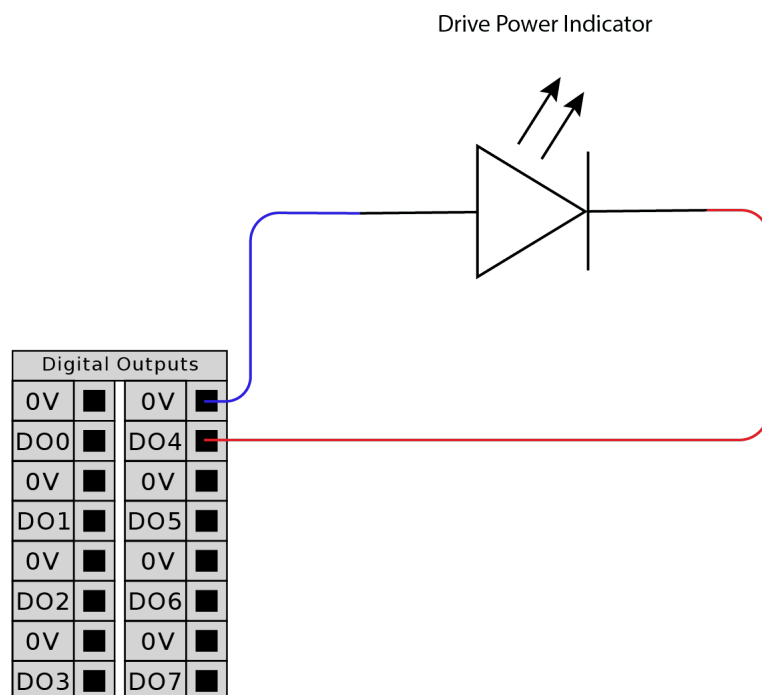 Drive Power Indicator
Digital Outputs
0V 0V
DO0 DO4
0V 0V
DO1 DO5
0V 0V
DO2 DO6
0V 0V
DO3 DO7